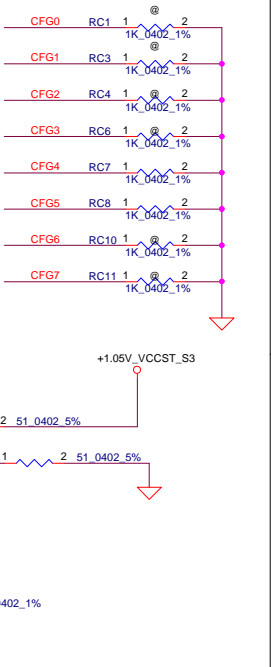 @
CFG0 RC1 1 2
1K_0402_1%
@
CFG1 RC3 1 2
1K_0402_1%
CFG2 RC4 1 @ 2
1K_0402_1%
CFG3 RC6 1 @ 2
1K_0402_1%
CFG4 RC7 1 2
1K_0402_1%
CFG5 RC8 1 2
1K_0402_1%
CFG6 RC10 1 @ 2
1K_0402_1%
CFG7 RC11 1 @ 2
1K_0402_1%
+1.05V_VCCST_S3
2 51_0402_5%
1 2 51_0402_5%
402_1%